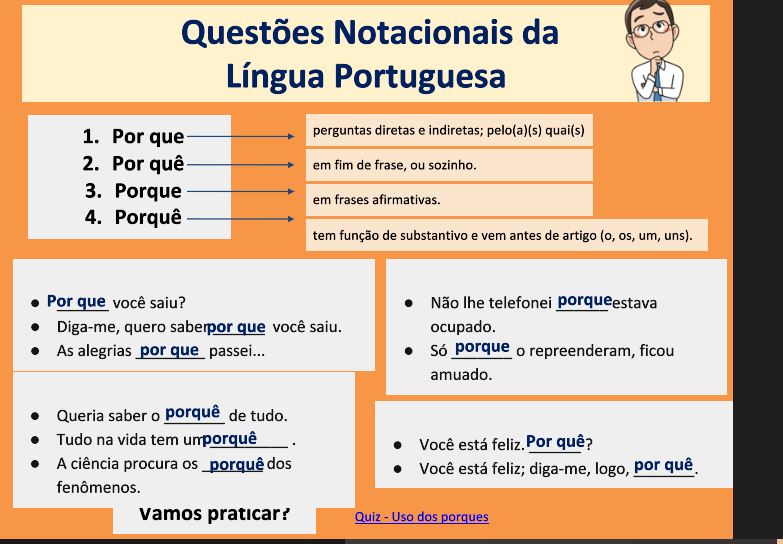 Questões Notacionais da
Língua Portuguesa
1. Por que
perguntas diretas e indiretas; pelo(a)(s) quai(s)
2. Por quê
em fim de frase, ou sozinho.
3. Porque
em frases afirmativas.
4. Porquê
tem função de substantivo e vem antes de artigo (o, os, um, uns).
● Por que você saiu?
● Diga-me, quero saber por que você saiu.
● As alegrias por que passei...
● Não lhe telefonei porque estava
ocupado.
● Só porque o repreenderam, ficou
amuado.
● Queria saber o porquê de tudo.
● Tudo na vida tem um porquê .
● A ciência procura os porquê dos
fenômenos.
● Você está feliz. Por quê?
● Você está feliz; diga-me, logo, por quê.
Vamos praticar?
Quiz - Uso dos porques